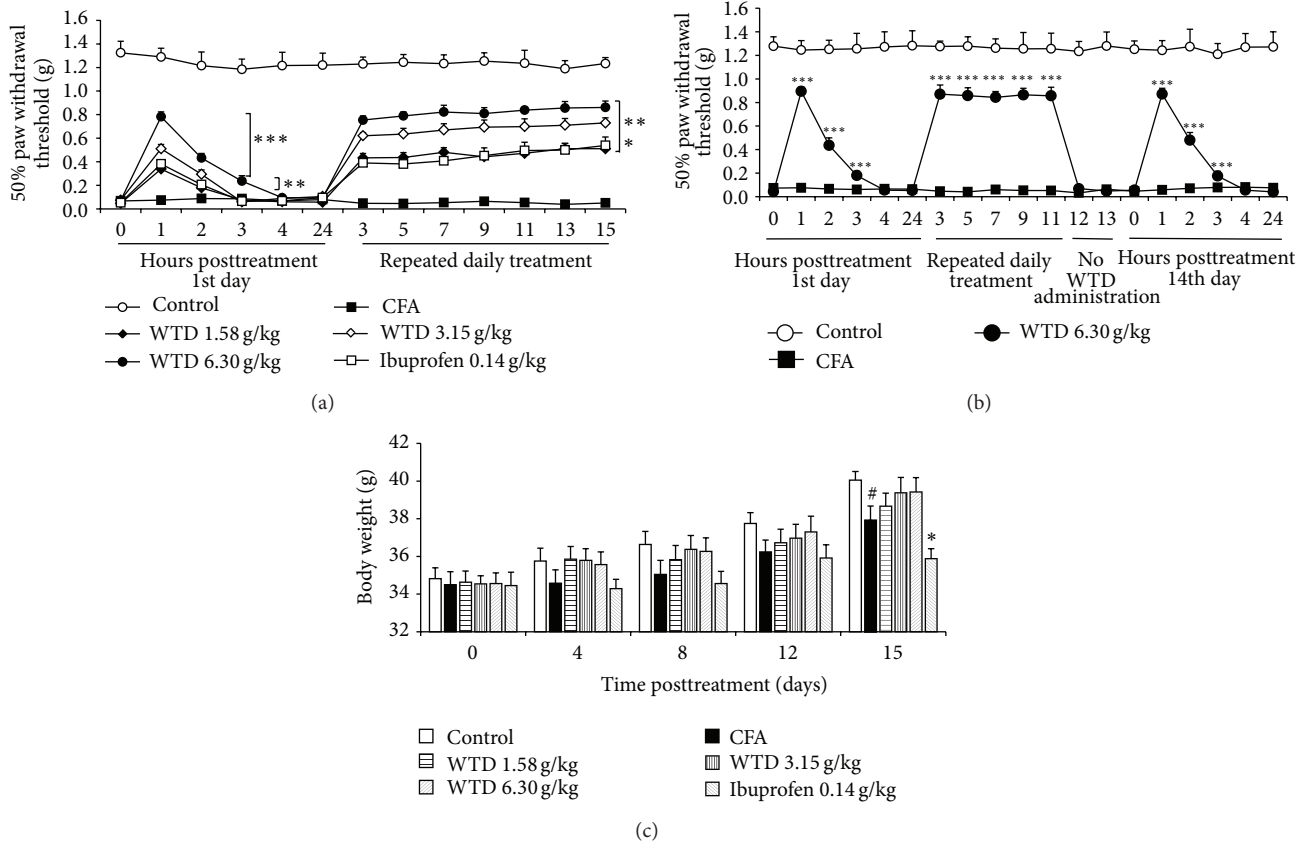 50% paw withdrawal
threshold (g)
1.6
1.4
1.2
1.0
0.8
0.6
0.4
0.2
0.0
***
**
**
*
0 1 2 3 4 24 3 5 7 9 11 13 15
Hours posttreatment
1st day
Repeated daily treatment
Control
CFA
WTD 1.58 g/kg
WTD 3.15 g/kg
WTD 6.30 g/kg
Ibuprofen 0.14 g/kg
(a)
50% paw withdrawal
threshold (g)
1.6
1.4
1.2
1.0
0.8
0.6
0.4
0.2
0.0
*** *** *** *** *** *** ***
*** ***
*** ***
0 1 2 3 4 24 3 5 7 9 11 12 13 0 1 2 3 4 24
Hours posttreatment
1st day
Repeated daily
treatment
No
WTD
administration
Hours posttreatment
14th day
Control
WTD 6.30 g/kg
CFA
(b)
Body weight (g)
42
40
38
36
34
32
#
*
0 4 8 12 15
Time posttreatment (days)
Control
CFA
WTD 1.58 g/kg
WTD 3.15 g/kg
WTD 6.30 g/kg
Ibuprofen 0.14 g/kg
(c)